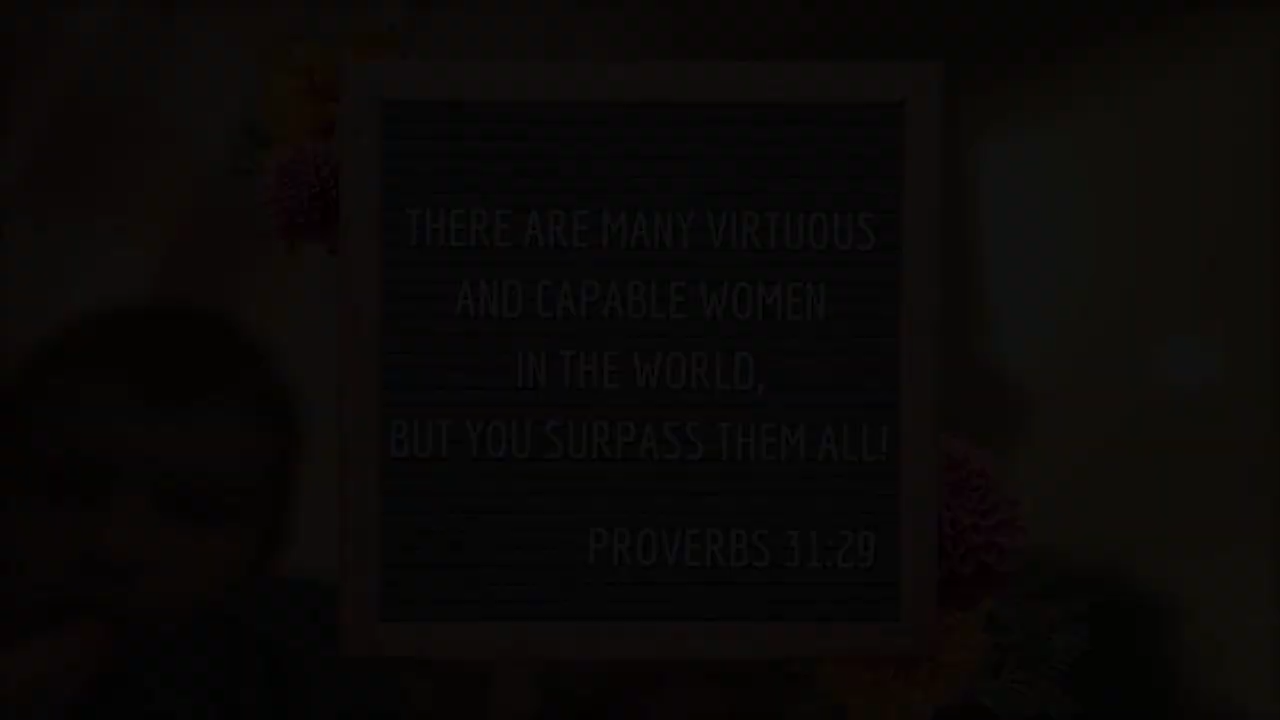 THERE ARE MANY VIRTUOUS
AND CAPABLE WOMEN
IN THE WORLD,
BUT YOU SURPASS THEM ALL!
PROVERBS 31:29